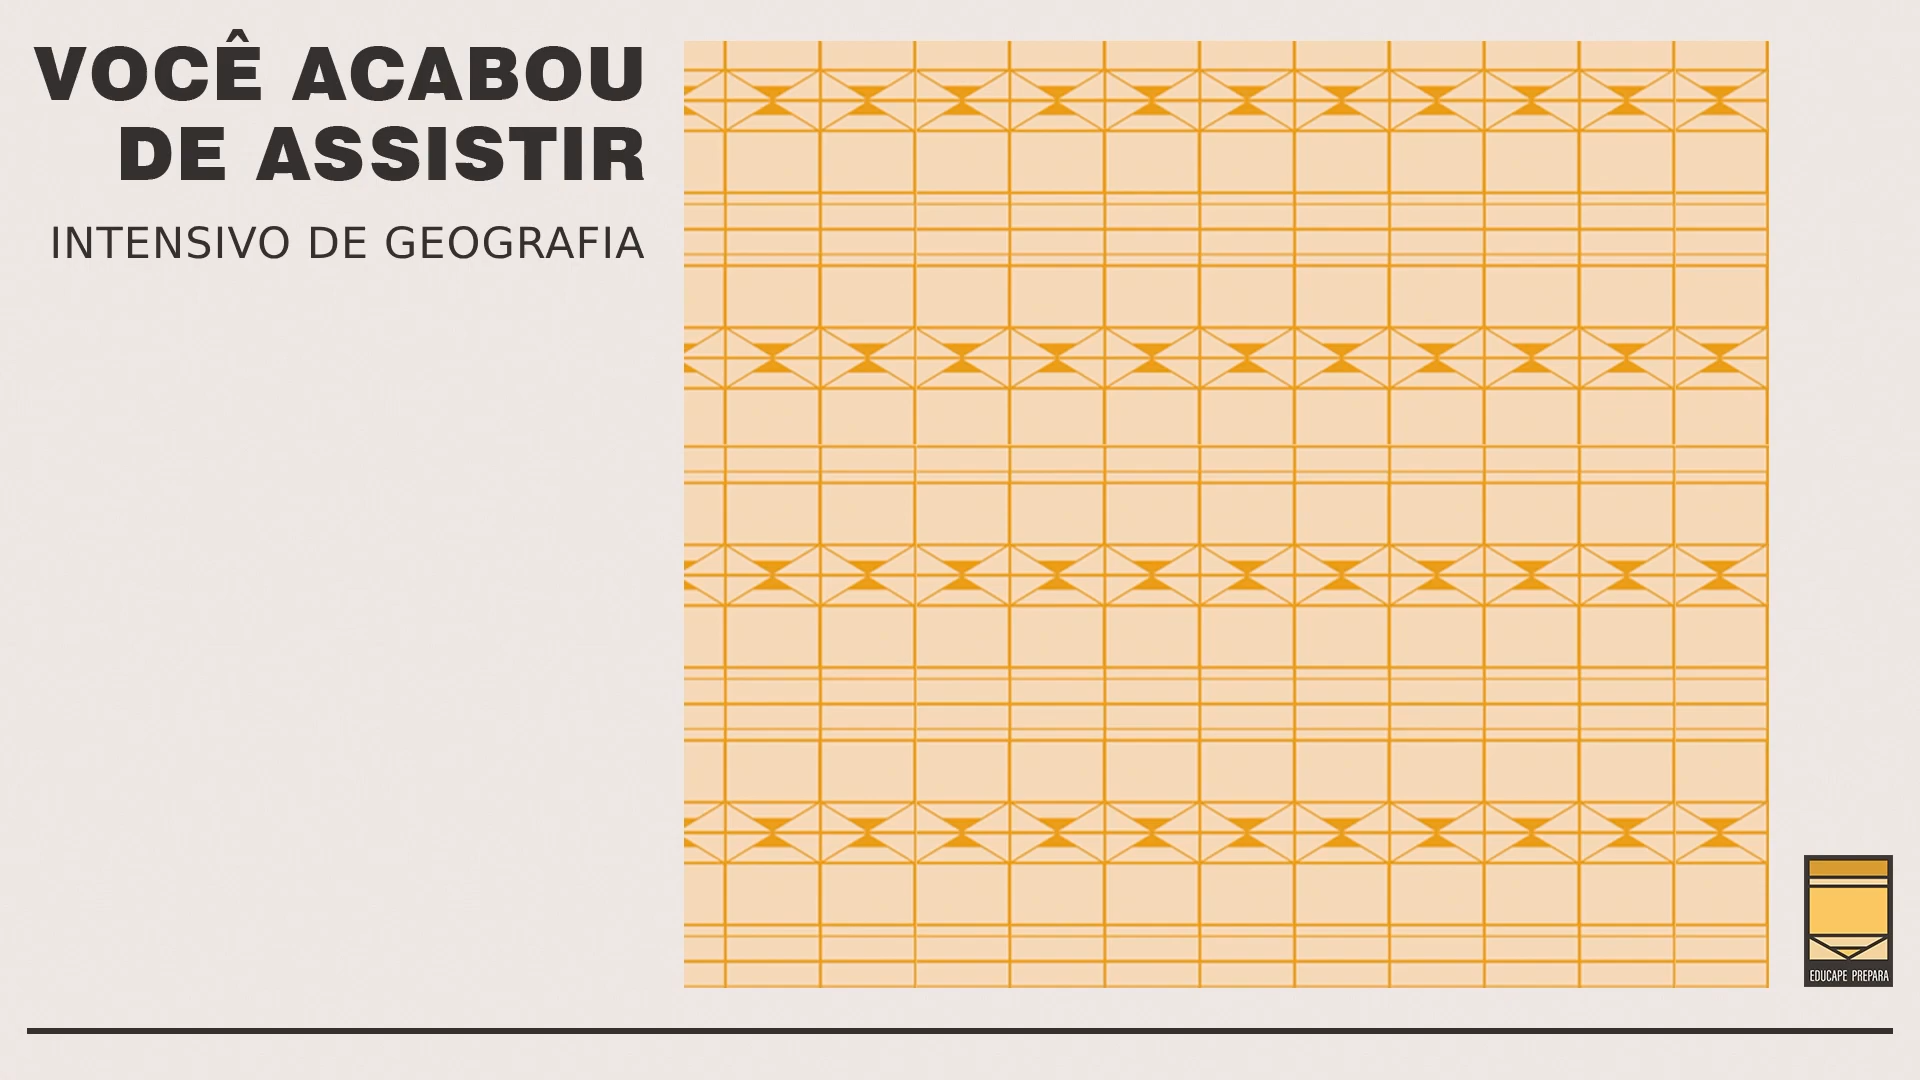 VOCÊ ACABOU
DE ASSISTIR
INTENSIVO DE GEOGRAFIA
EDUCAPE PREPARA